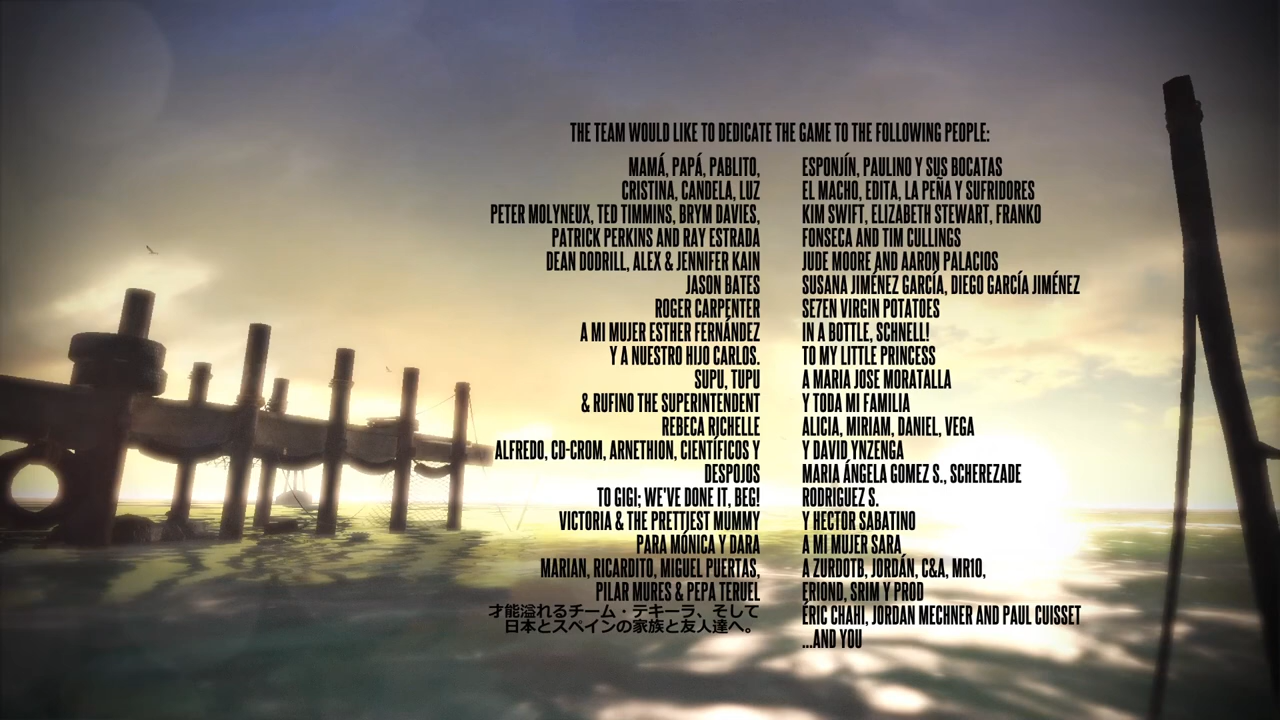 THE TEAM WOULD LIKE TO DEDICATE THE GAME TO THE FOLLOWING PEOPLE:
MAMÁ, PAPÁ, PABLITO,
CRISTINA, CANDELA, LUZ
PETER MOLYNEUX, TED TIMMINS, BRYM DAVIES,
PATRICK PERKINS AND RAY ESTRADA
DEAN DODRILL, ALEX & JENNIFER KAIN
JASON BATES
ROGER CARPENTER
A MI MUJER ESTHER FERNÁNDEZ
Y A NUESTRO HIJO CARLOS.
SUPU, TUPU
& RUFINO THE SUPERINTENDENT
REBECA RICHELLE
ALFREDO, CD-CROM, ARNETHION, CIENTÍFICOS Y
DESPOJOS
TO GIGI; WE'VE DONE IT, BEG!
VICTORIA & THE PRETTIEST MUMMY
PARA MÓNICA Y DARA
MARIAN, RICARDITO, MIGUEL PUERTAS,
PILAR MURES & PEPA TERUEL
才能溢れるチーム・テキーラ、そして
日本とスペインの家族と友人達へ。
ESPONJÍN, PAULINO Y SUS BOCATAS
EL MACHO, EDITA, LA PEÑA Y SUFRIDORES
KIM SWIFT, ELIZABETH STEWART, FRANKO
FONSECA AND TIM CULLINGS
JUDE MOORE AND AARON PALACIOS
SUSANA JIMÉNEZ GARCÍA, DIEGO GARCÍA JIMÉNEZ
SE7EN VIRGIN POTATOES
IN A BOTTLE, SCHNELL!
TO MY LITTLE PRINCESS
A MARIA JOSE MORATALLA
Y TODA MI FAMILIA
ALICIA, MIRIAM, DANIEL, VEGA
Y DAVID YNZENGA
MARIA ÁNGELA GOMEZ S., SCHEREZADE
RODRIGUEZ S.
Y HECTOR SABATINO
A MI MUJER SARA
A ZURDOTB, JORDÁN, C&A, MR10,
ERIOND, SRIM Y PROD
ÉRIC CHAHI, JORDAN MECHNER AND PAUL CUISSET
...AND YOU